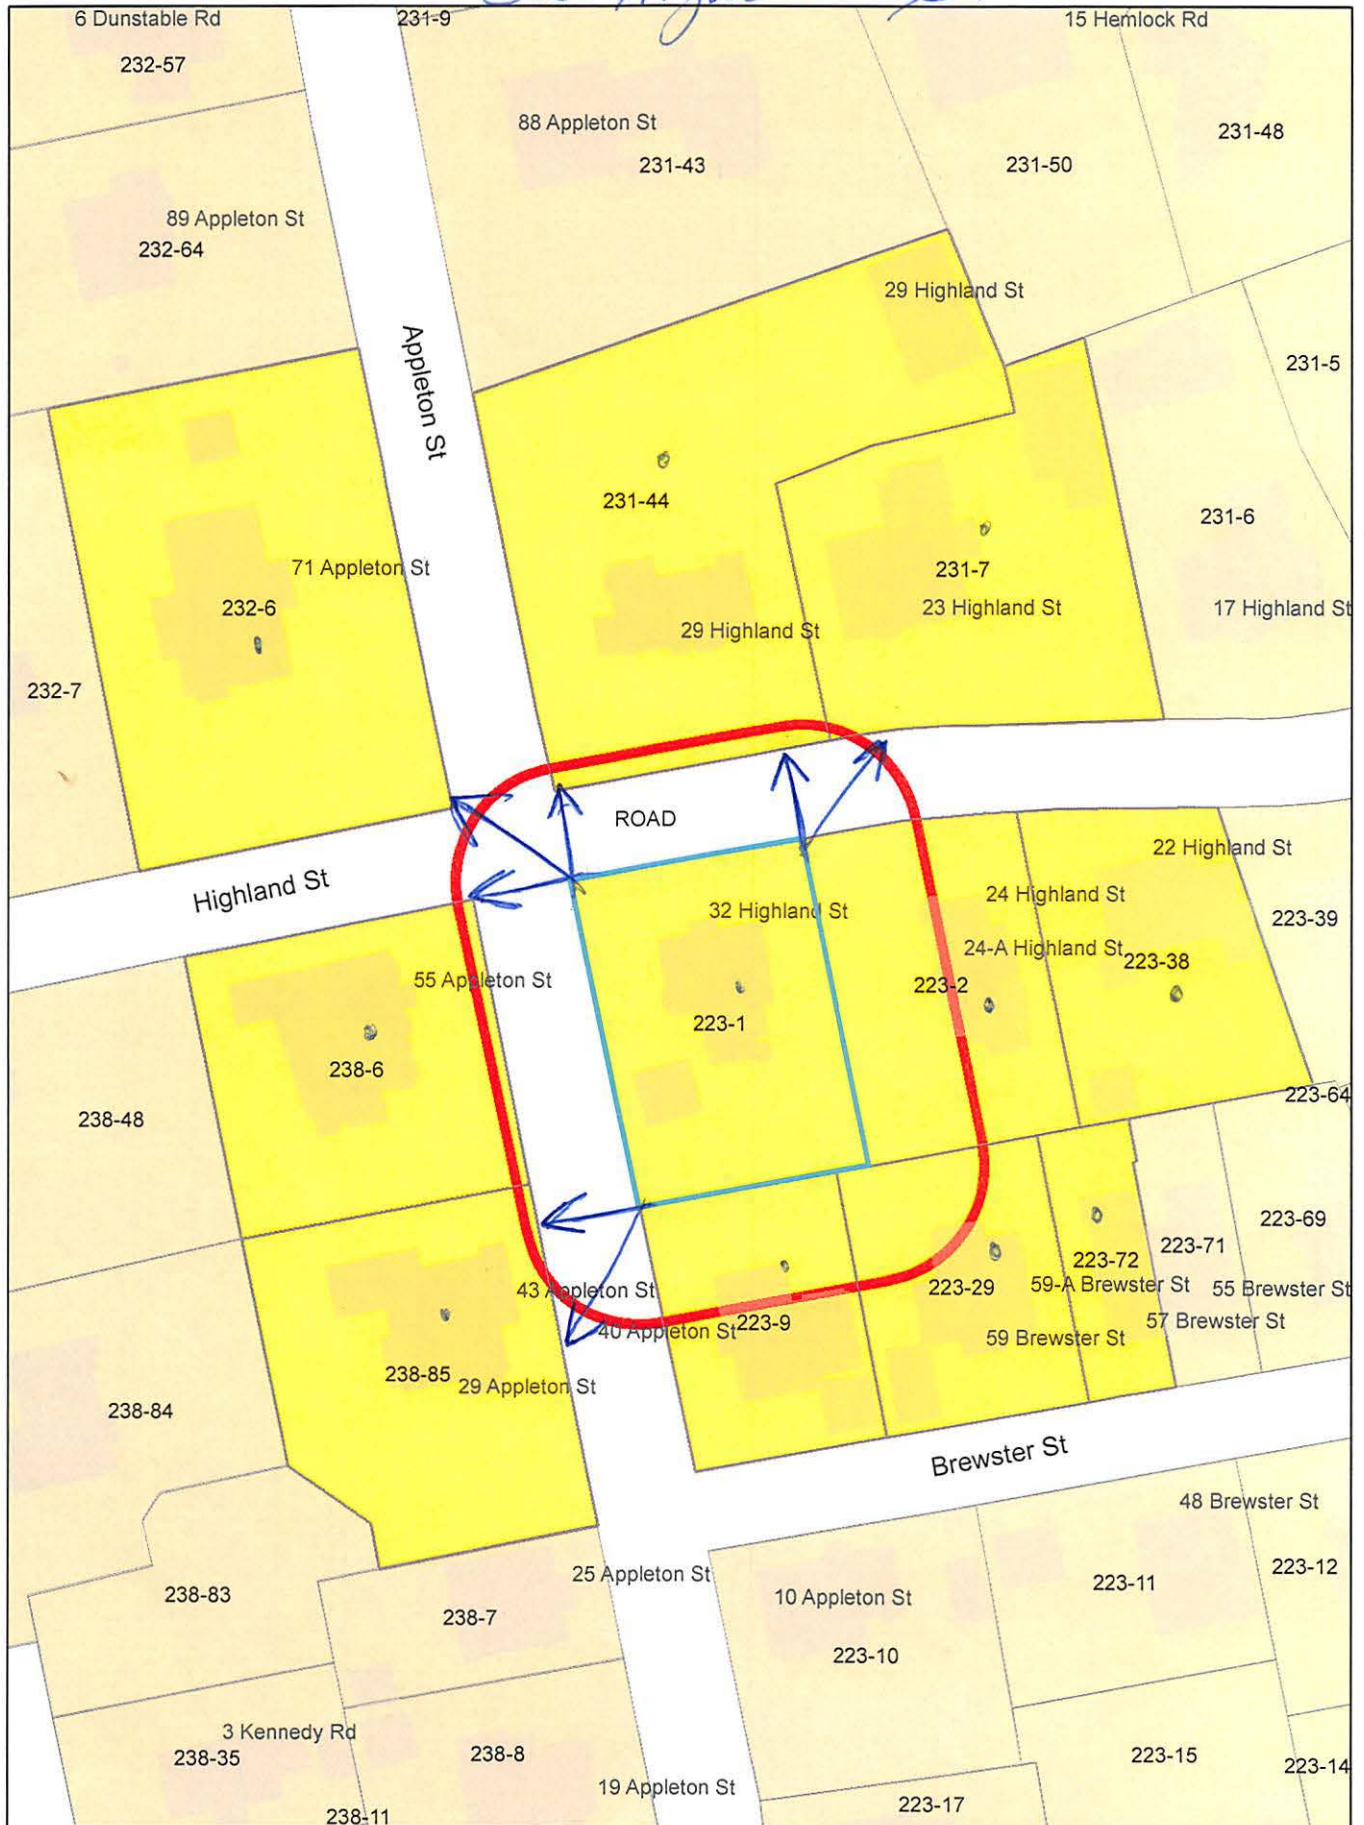 6 Dunstable Rd
231-9
15 Hemlock Rd
232-57
88 Appleton St
231-43
231-50
231-48
89 Appleton St
232-64
29 Highland St
Appleton St
231-5
231-44
231-7
23 Highland St
231-6
17 Highland St
71 Appleton St
232-6
29 Highland St
232-7
ROAD
Highland St
32 Highland St
22 Highland St
24 Highland St
24-A Highland St
223-38
223-39
55 Appleton St
223-2
223-1
238-6
238-48
223-64
223-69
223-71
223-72
43 Appleton St
223-29
59-A Brewster St
55 Brewster St
57 Brewster St
40 Appleton St
223-9
59 Brewster St
238-85
29 Appleton St
238-84
Brewster St
48 Brewster St
25 Appleton St
10 Appleton St
223-11
223-12
238-83
238-7
223-10
3 Kennedy Rd
238-35
238-8
223-15
223-14
19 Appleton St
223-17
238-11